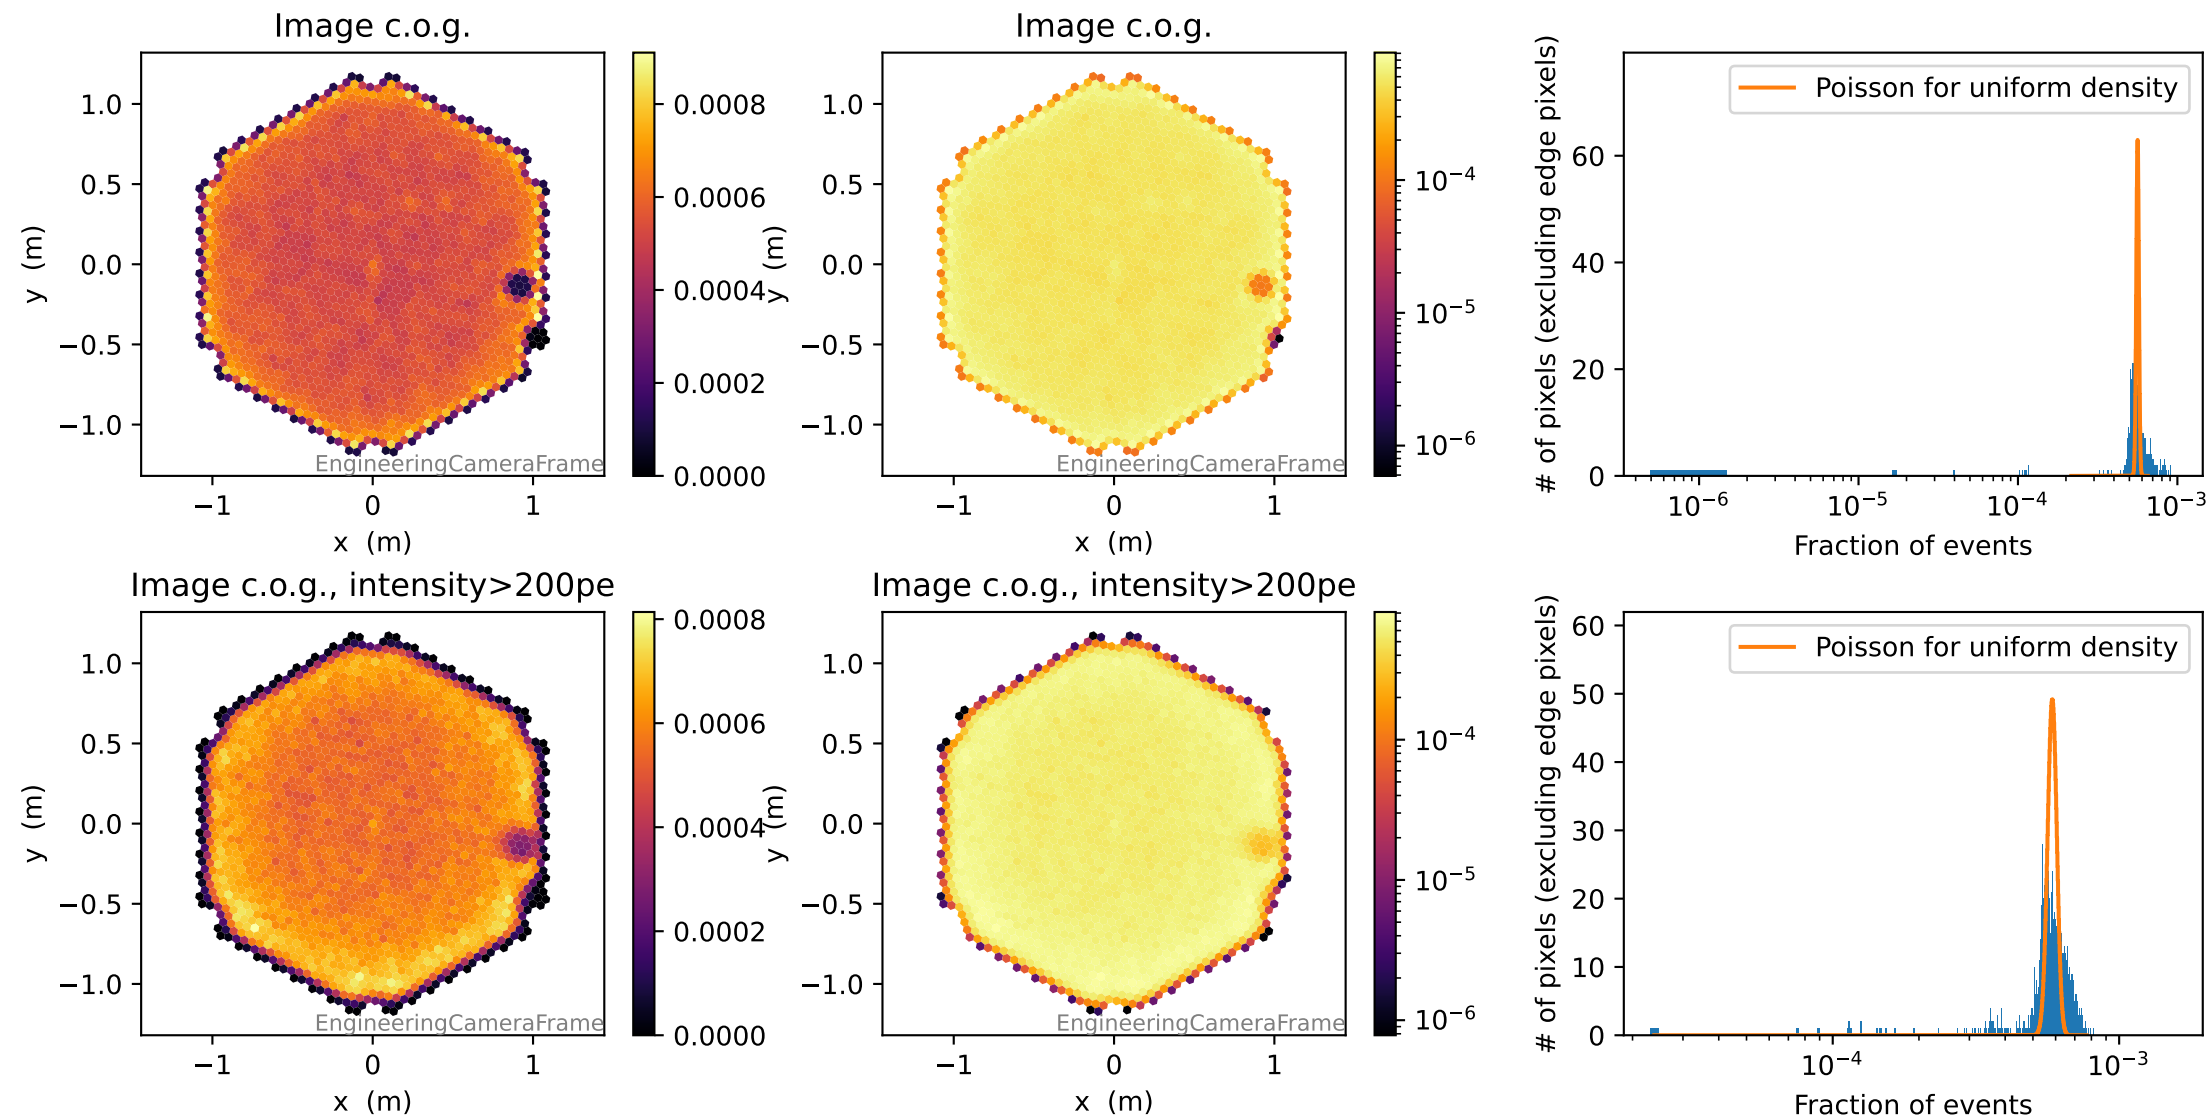 Image c.o.g.
1.0
0.5
0.0
−0.5
−1.0
y (m)
−1
0
1
x (m)
EngineeringCameraFrame
0.0008
0.0006
0.0004
0.0002
0.0000
Image c.o.g.
1.0
0.5
0.0
−0.5
−1.0
y (m)
−1
0
1
x (m)
EngineeringCameraFrame
10⁻⁴
10⁻⁵
10⁻⁶
# of pixels (excluding edge pixels)
Poisson for uniform density
60
40
20
0
10⁻⁶
10⁻⁵
10⁻⁴
10⁻³
Fraction of events
Image c.o.g., intensity>200pe
1.0
0.5
0.0
−0.5
−1.0
y (m)
−1
0
1
x (m)
EngineeringCameraFrame
0.0008
0.0006
0.0004
0.0002
0.0000
Image c.o.g., intensity>200pe
1.0
0.5
0.0
−0.5
−1.0
y (m)
−1
0
1
x (m)
EngineeringCameraFrame
10⁻⁴
10⁻⁵
10⁻⁶
# of pixels (excluding edge pixels)
Poisson for uniform density
60
50
40
30
20
10
0
10⁻⁴
10⁻³
Fraction of events